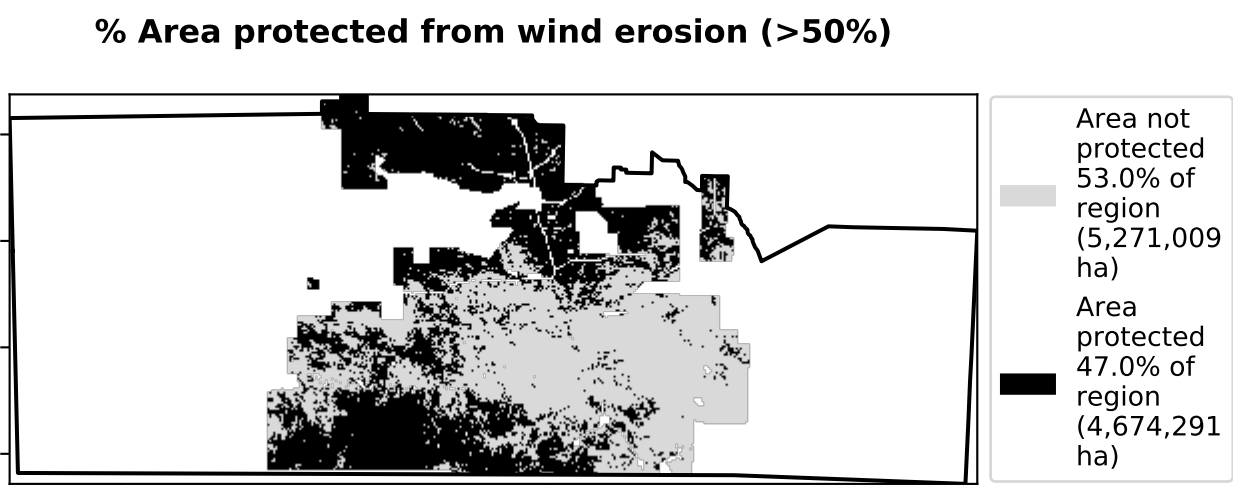 % Area protected from wind erosion (>50%)
Area not
protected
53.0% of
region
(5,271,009
ha)
Area
protected
47.0% of
region
(4,674,291
ha)